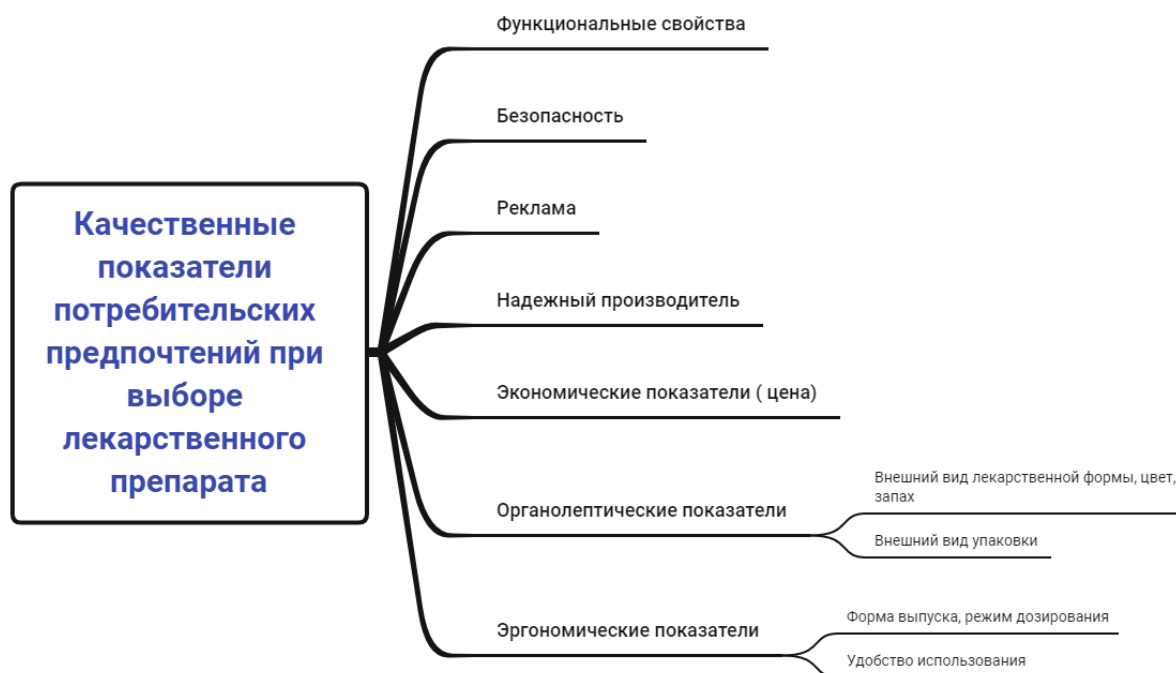 Функциональные свойства
Безопасность
Качественные
показатели
потребительских
предпочтений при
выборе
лекарственного
препарата
Реклама
Надежный производитель
Экономические показатели ( цена)
Органолептические показатели
Внешний вид лекарственной формы, цвет,
запах
Внешний вид упаковки
Эргономические показатели
Форма выпуска, режим дозирования
Удобство использования